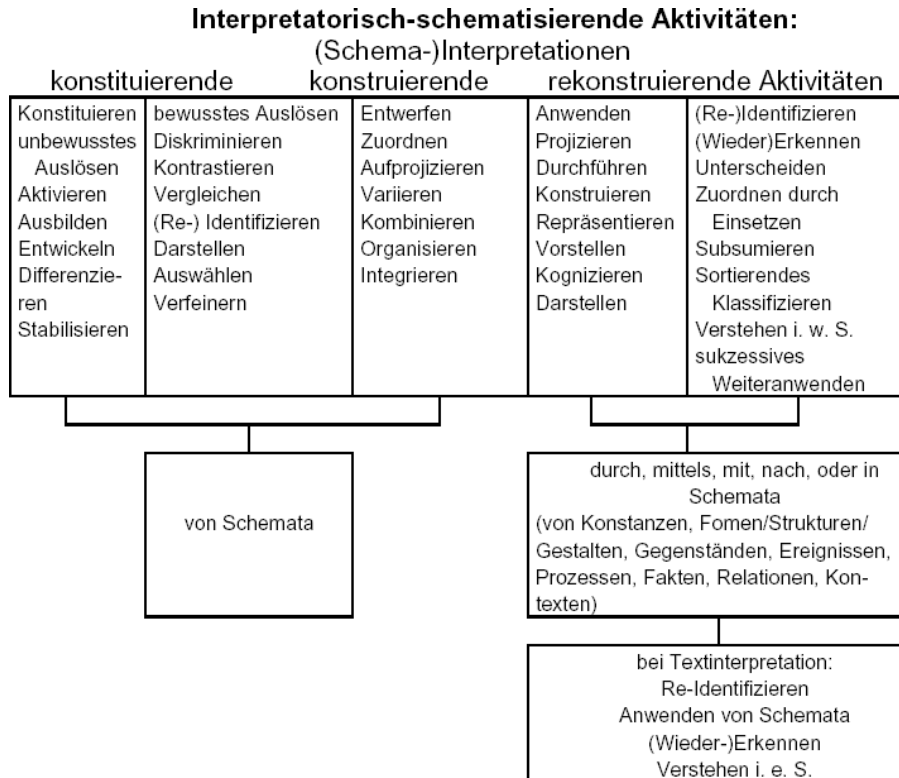 Interpretatorisch-schematisierende Aktivitäten:
(Schema-)Interpretationen
konstituierende
konstruierende
rekonstruierende Aktivitäten
Konstituieren
unbewusstes
Auslösen
Aktivieren
Ausbilden
Entwickeln
Differenzie-
ren
Stabilisieren
bewusstes Auslösen
Diskriminieren
Kontrastieren
Vergleichen
(Re-) Identifizieren
Darstellen
Auswählen
Verfeinern
Entwerfen
Zuordnen
Aufprojizieren
Variieren
Kombinieren
Organisieren
Integrieren
Anwenden
Projizieren
Durchführen
Konstruieren
Repräsentieren
Vorstellen
Kognizieren
Darstellen
(Re-)Identifizieren
(Wieder)Erkennen
Unterscheiden
Zuordnen durch
Einsetzen
Subsumieren
Sortierendes
Klassifizieren
Verstehen i. w. S.
sukzessives
Weiteranwenden
von Schemata
durch, mittels, mit, nach, oder in
Schemata
(von Konstanzen, Fomen/Strukturen/
Gestalten, Gegenständen, Ereignissen,
Prozessen, Fakten, Relationen, Kon-
texten)
bei Textinterpretation:
Re-Identifizieren
Anwenden von Schemata
(Wieder-)Erkennen
Verstehen i. e. S.